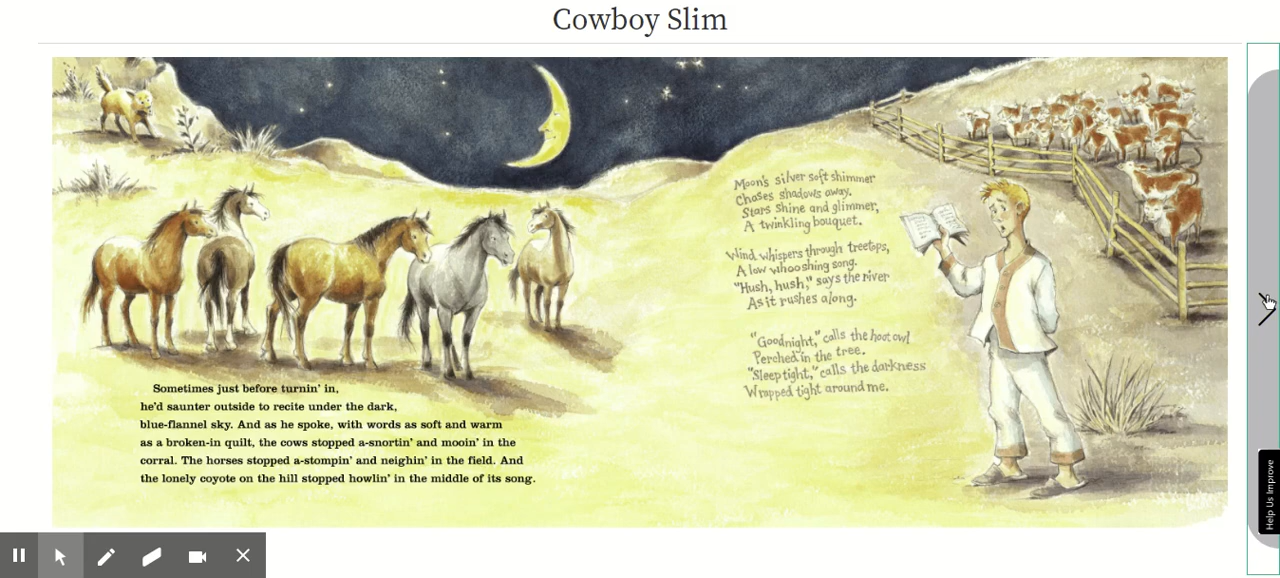 Cowboy Slim
Sometimes just before turnin' in,
he'd saunter outside to recite under the dark,
blue-flannel sky. And as he spoke, with words as soft and warm
as a broken-in quilt, the cows stopped a-snortin' and mooin' in the
corral. The horses stopped a-stompin' and neighin' in the field. And
the lonely coyote on the hill stopped howlin' in the middle of its song.
Moon's silver soft shimmer
Chases shadows away.
Stars shine and glimmer,
A twinkling bouquet.
Wind whispers through treetops,
A low whooshing song.
"Hush, hush," says the river
As it rushes along.
"Goodnight," calls the hoot owl
Perched in the tree.
"Sleep tight," calls the darkness
Wrapped tight around me.
Help Us Improve